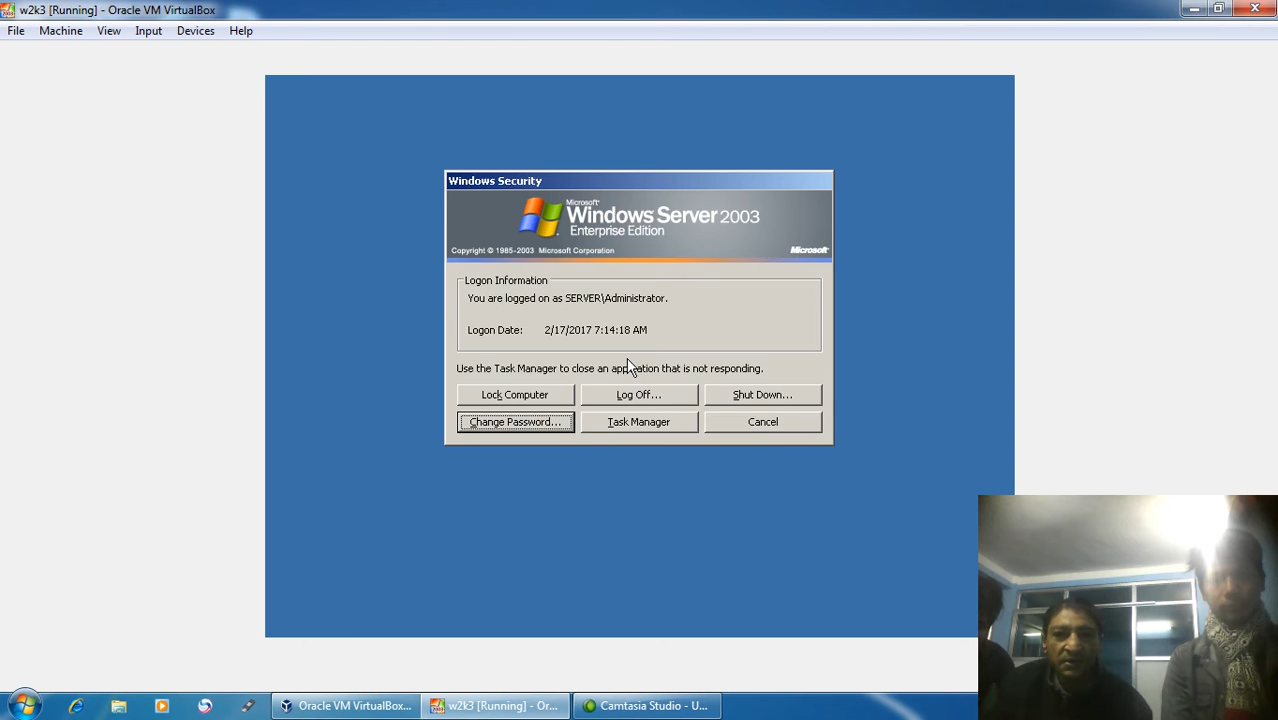 w2k3 [Running] - Oracle VM VirtualBox
File Machine View Input Devices Help
Windows Security
Microsoft®
Windows Server 2003
Enterprise Edition
Copyright © 1985-2003 Microsoft Corporation
Microsoft
Logon Information
You are logged on as SERVER\Administrator.
Logon Date: 2/17/2017 7:14:18 AM
Use the Task Manager to close an application that is not responding.
Lock Computer Log Off... Shut Down...
Change Password... Task Manager Cancel
Oracle VM VirtualBox... w2k3 [Running] - Or... Camtasia Studio - U...